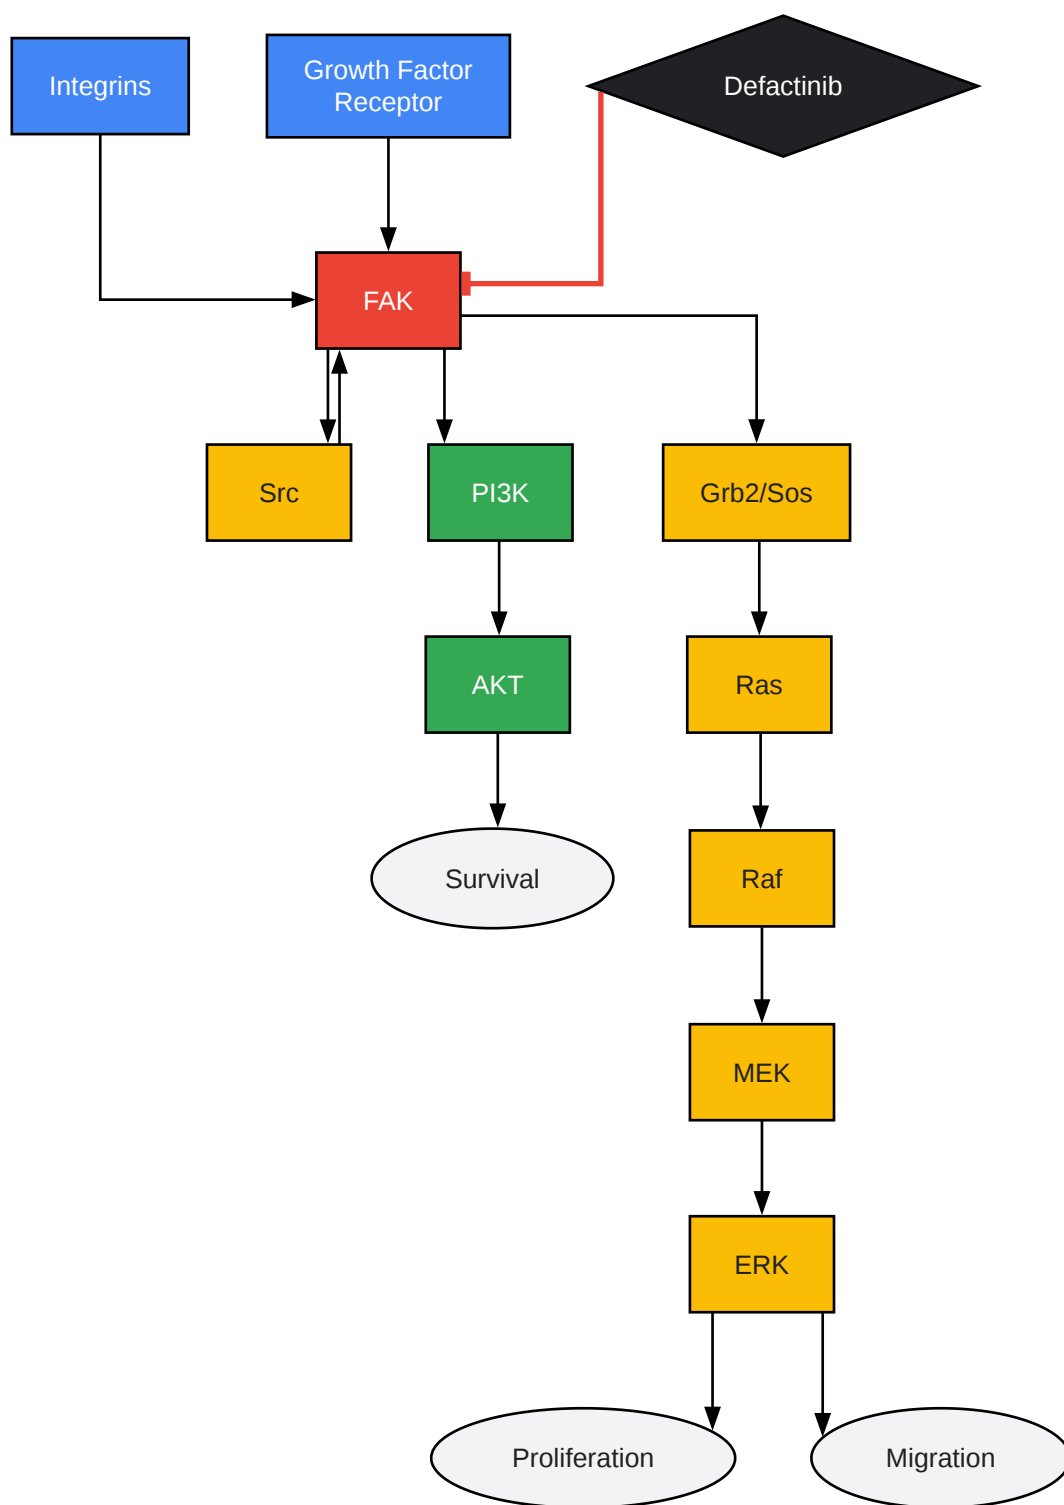 Integrins
Growth Factor
Receptor
Defactinib
FAK
Src
PI3K
Grb2/Sos
AKT
Ras
Survival
Raf
MEK
ERK
Proliferation
Migration